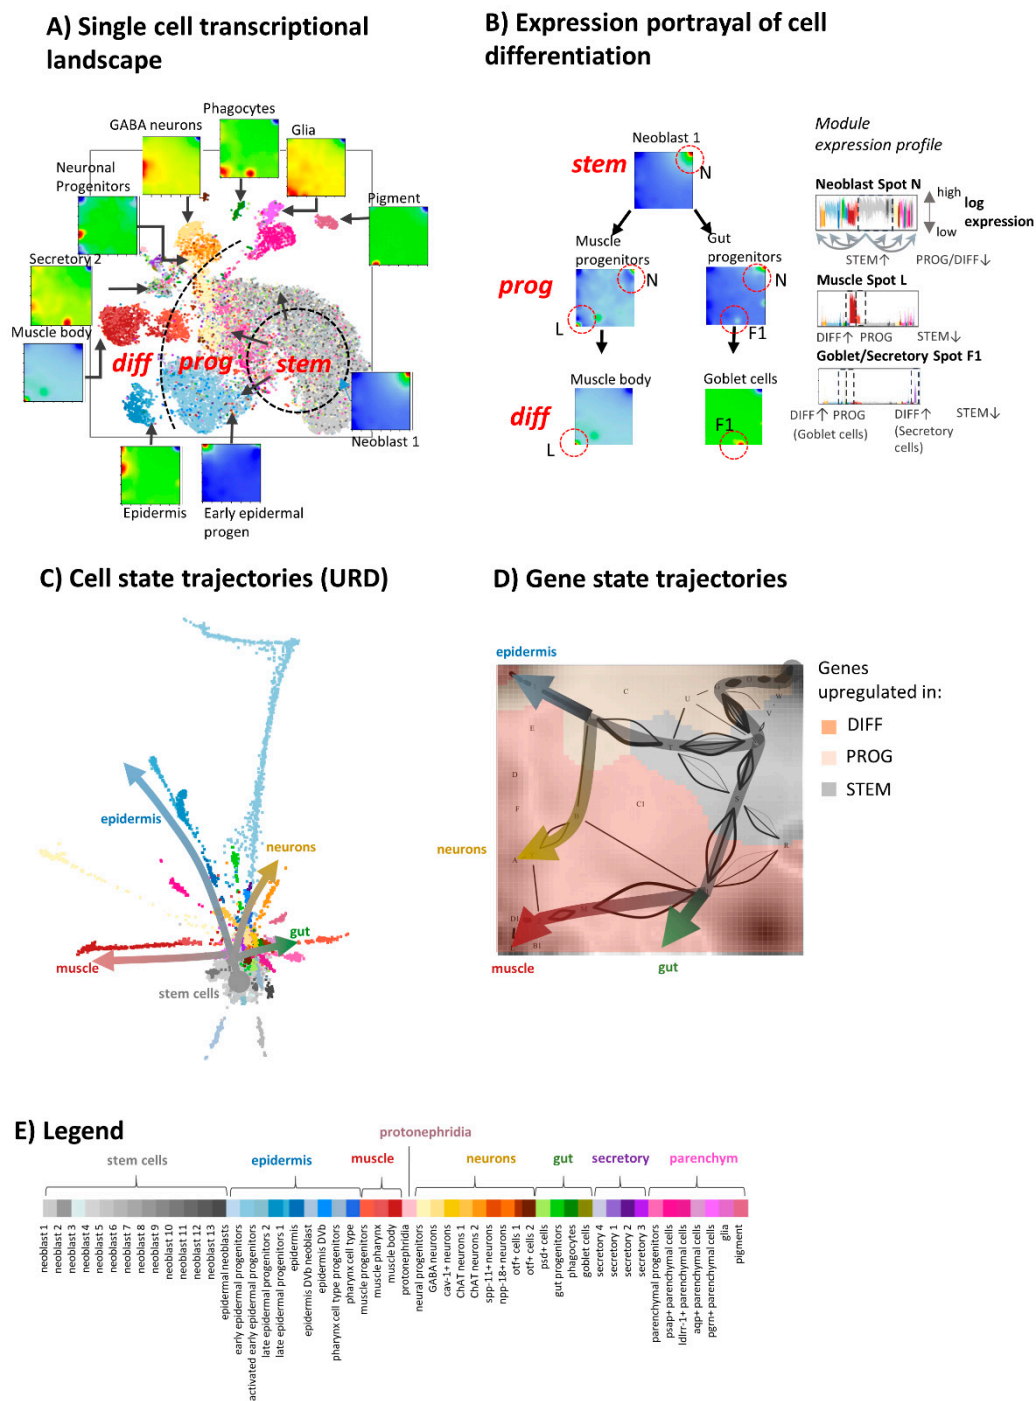 A) Single cell transcriptional
landscape
B) Expression portrayal of cell
differentiation
Phagocytes
GABA neurons
Glia
Neuronal
Progenitors
Pigment
Secretory 2
Muscle body
diff
prog
stem
Neoblast 1
Epidermis
Early epidermal
progen
Neoblast 1
stem
N
Muscle
progenitors
Gut
progenitors
prog
N
N
L
F1
Muscle body
Goblet cells
diff
F1
L
Module
expression profile
Neoblast Spot N
high
log
expression
low
STEM↑
PROG/DIFF↓
Muscle Spot L
DIFF↑ PROG
STEM↓
Goblet/Secretory Spot F1
DIFF↑ PROG
(Goblet cells)
DIFF↑
(Secretory
cells)
STEM↓
C) Cell state trajectories (URD)
epidermis
neurons
gut
muscle
stem cells
D) Gene state trajectories
epidermis
C
U
W
V
E
T
D
F
C1
S
R
A
M
D1
B1
neurons
muscle
gut
Genes
upregulated in:
DIFF
PROG
STEM
E) Legend
protonephridia
stem cells
epidermis
muscle
neurons
gut
secretory
parenchym
neoblast 1
neoblast 2
neoblast 3
neoblast 4
neoblast 5
neoblast 6
neoblast 7
neoblast 8
neoblast 9
neoblast 10
neoblast 11
neoblast 12
neoblast 13
epidermal neoblasts
early epidermal progenitors
activated early epidermal progenitors
late epidermal progenitors 2
late epidermal progenitors 1
epidermis
epidermis DVb neoblast
epidermis DVb
pharynx cell type progenitors
pharynx cell type
muscle progenitors
muscle pharynx
muscle body
protonephridia
neural progenitors
GABA neurons
cav-1+ neurons
ChAT neurons 1
ChAT neurons 2
spp-11+ neurons
npp-18+ neurons
otf+ cells 1
otf+ cells 2
psd+ cells
gut progenitors
phagocytes
goblet cells
secretory 4
secretory 1
secretory 2
secretory 3
parenchymal progenitors
psap+ parenchymal cells
ldlrr-1+ parenchymal cells
aqp+ parenchymal cells
pgrn+ parenchymal cells
glia
pigment